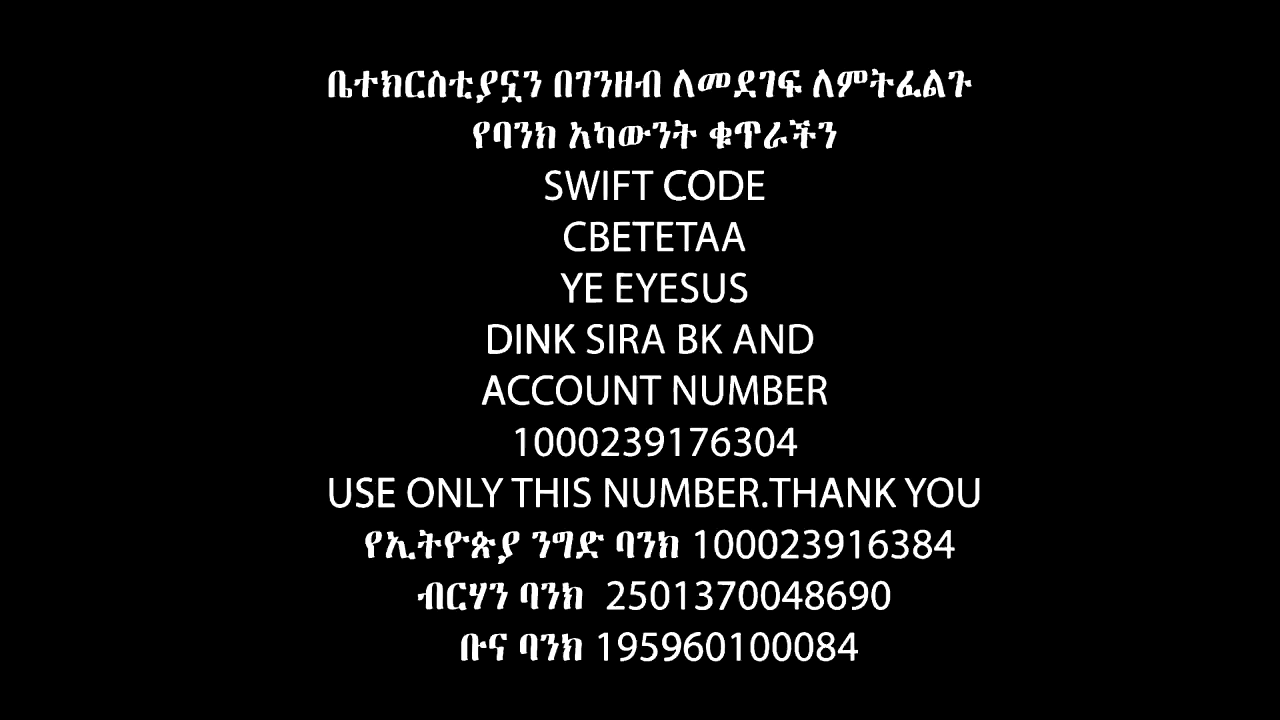 ቤተክርስቲያኗን በገንዘብ ለመደገፍ ለምትፈልጉ
የባንክ አካውንት ቁጥራችን
SWIFT CODE
CBETETAA
YE EYESUS
DINK SIRA BK AND
ACCOUNT NUMBER
1000239176304
USE ONLY THIS NUMBER.THANK YOU
የኢትዮጵያ ንግድ ባንክ 100023916384
ብርሃን ባንክ 2501370048690
ቡና ባንክ 195960100084